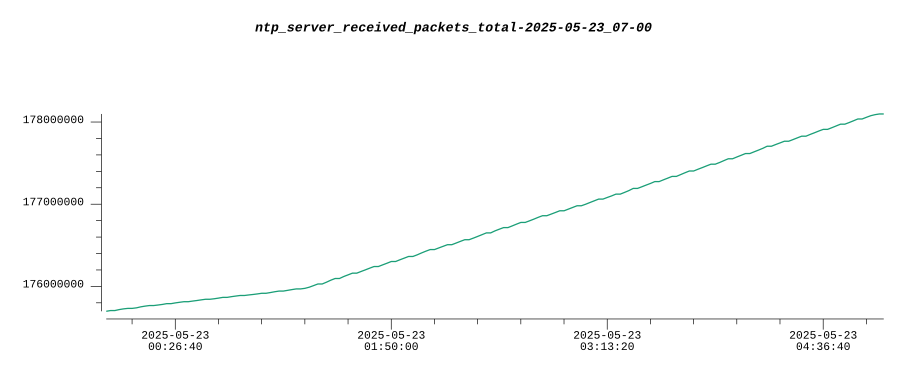 ntp_server_received_packets_total-2025-05-23_07-00
178000000
177000000
176000000
2025-05-23 2025-05-23 2025-05-23 2025-05-23
00:26:40 01:50:00 03:13:20 04:36:40